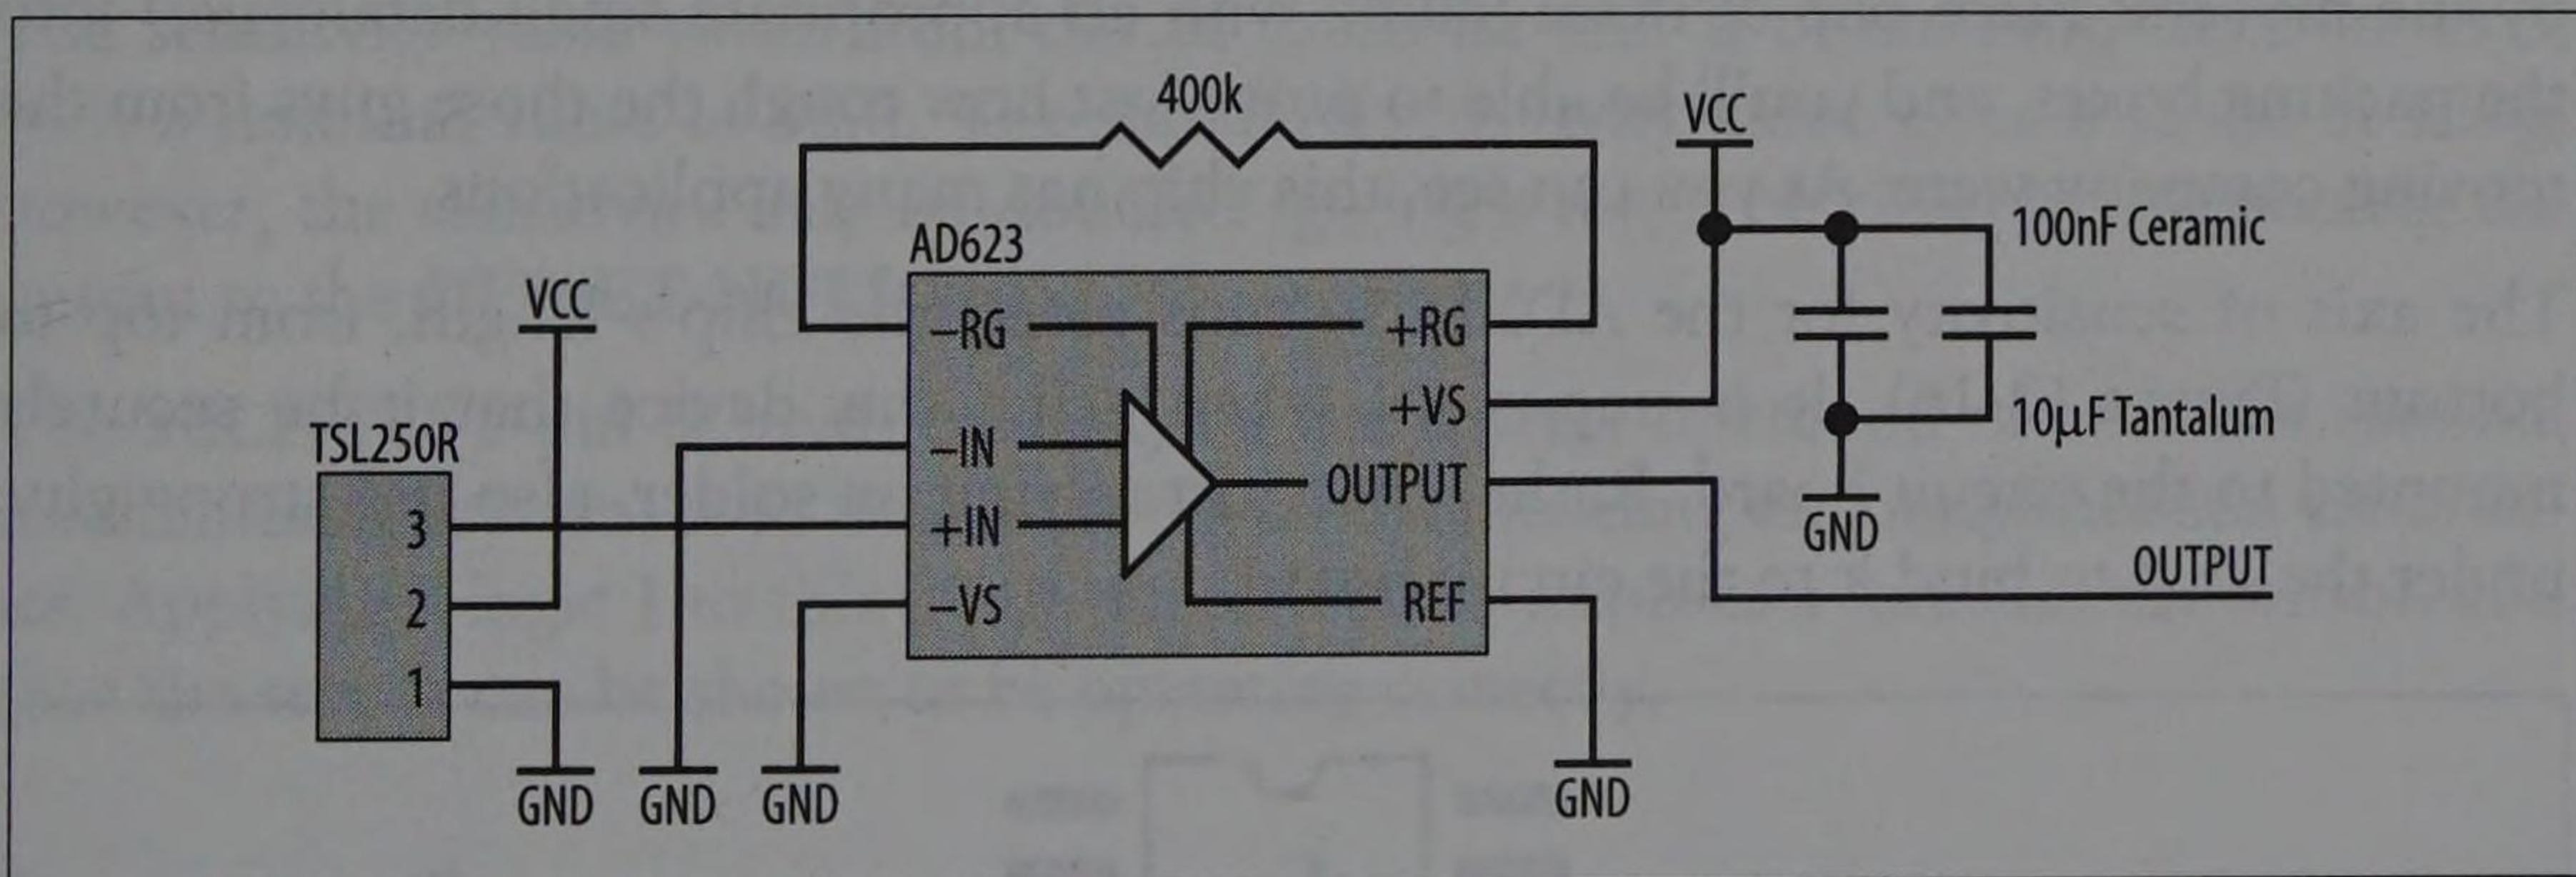 400k
VCC
100nF Ceramic
10µF Tantalum
GND
AD623
VCC
TSL250R
3
2
1
–RG
–IN
+IN
–VS
+RG
+VS
OUTPUT
REF
OUTPUT
GND
GND
GND
GND